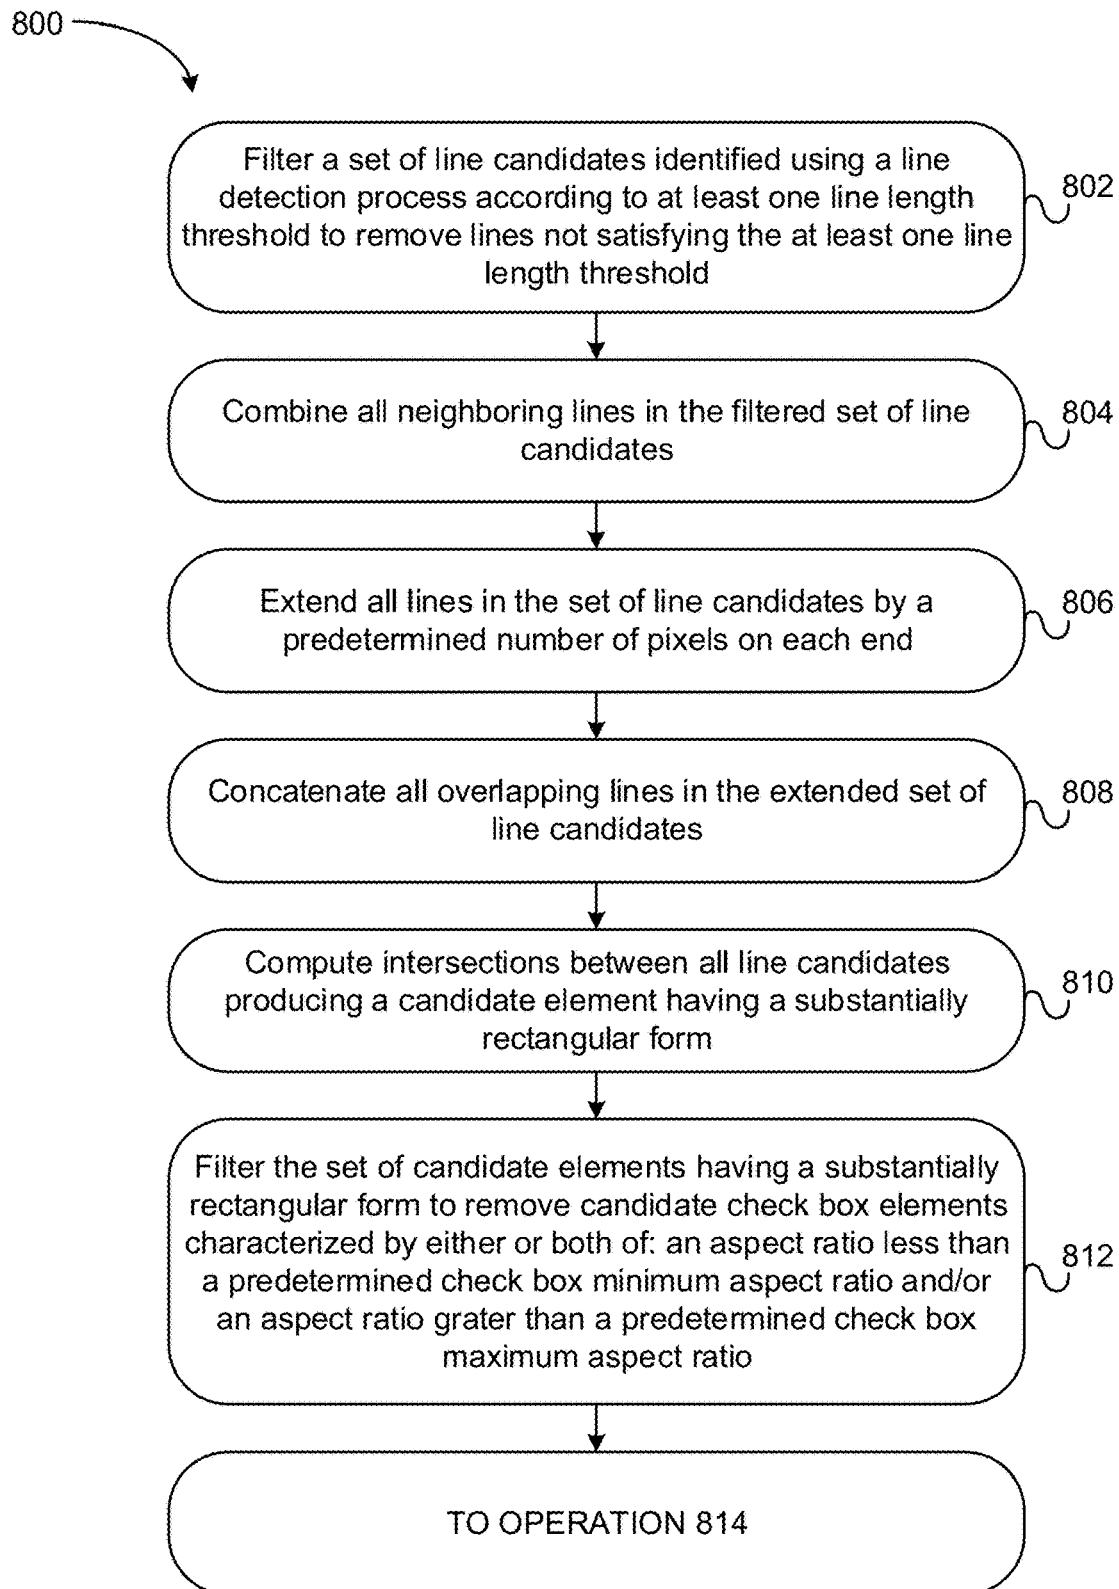 800
Filter a set of line candidates identified using a line
detection process according to at least one line length
threshold to remove lines not satisfying the at least one line
length threshold
802
Combine all neighboring lines in the filtered set of line
candidates
804
Extend all lines in the set of line candidates by a
predetermined number of pixels on each end
806
Concatenate all overlapping lines in the extended set of
line candidates
808
Compute intersections between all line candidates
producing a candidate element having a substantially
rectangular form
810
Filter the set of candidate elements having a substantially
rectangular form to remove candidate check box elements
characterized by either or both of: an aspect ratio less than
a predetermined check box minimum aspect ratio and/or
an aspect ratio grater than a predetermined check box
maximum aspect ratio
812
TO OPERATION 814